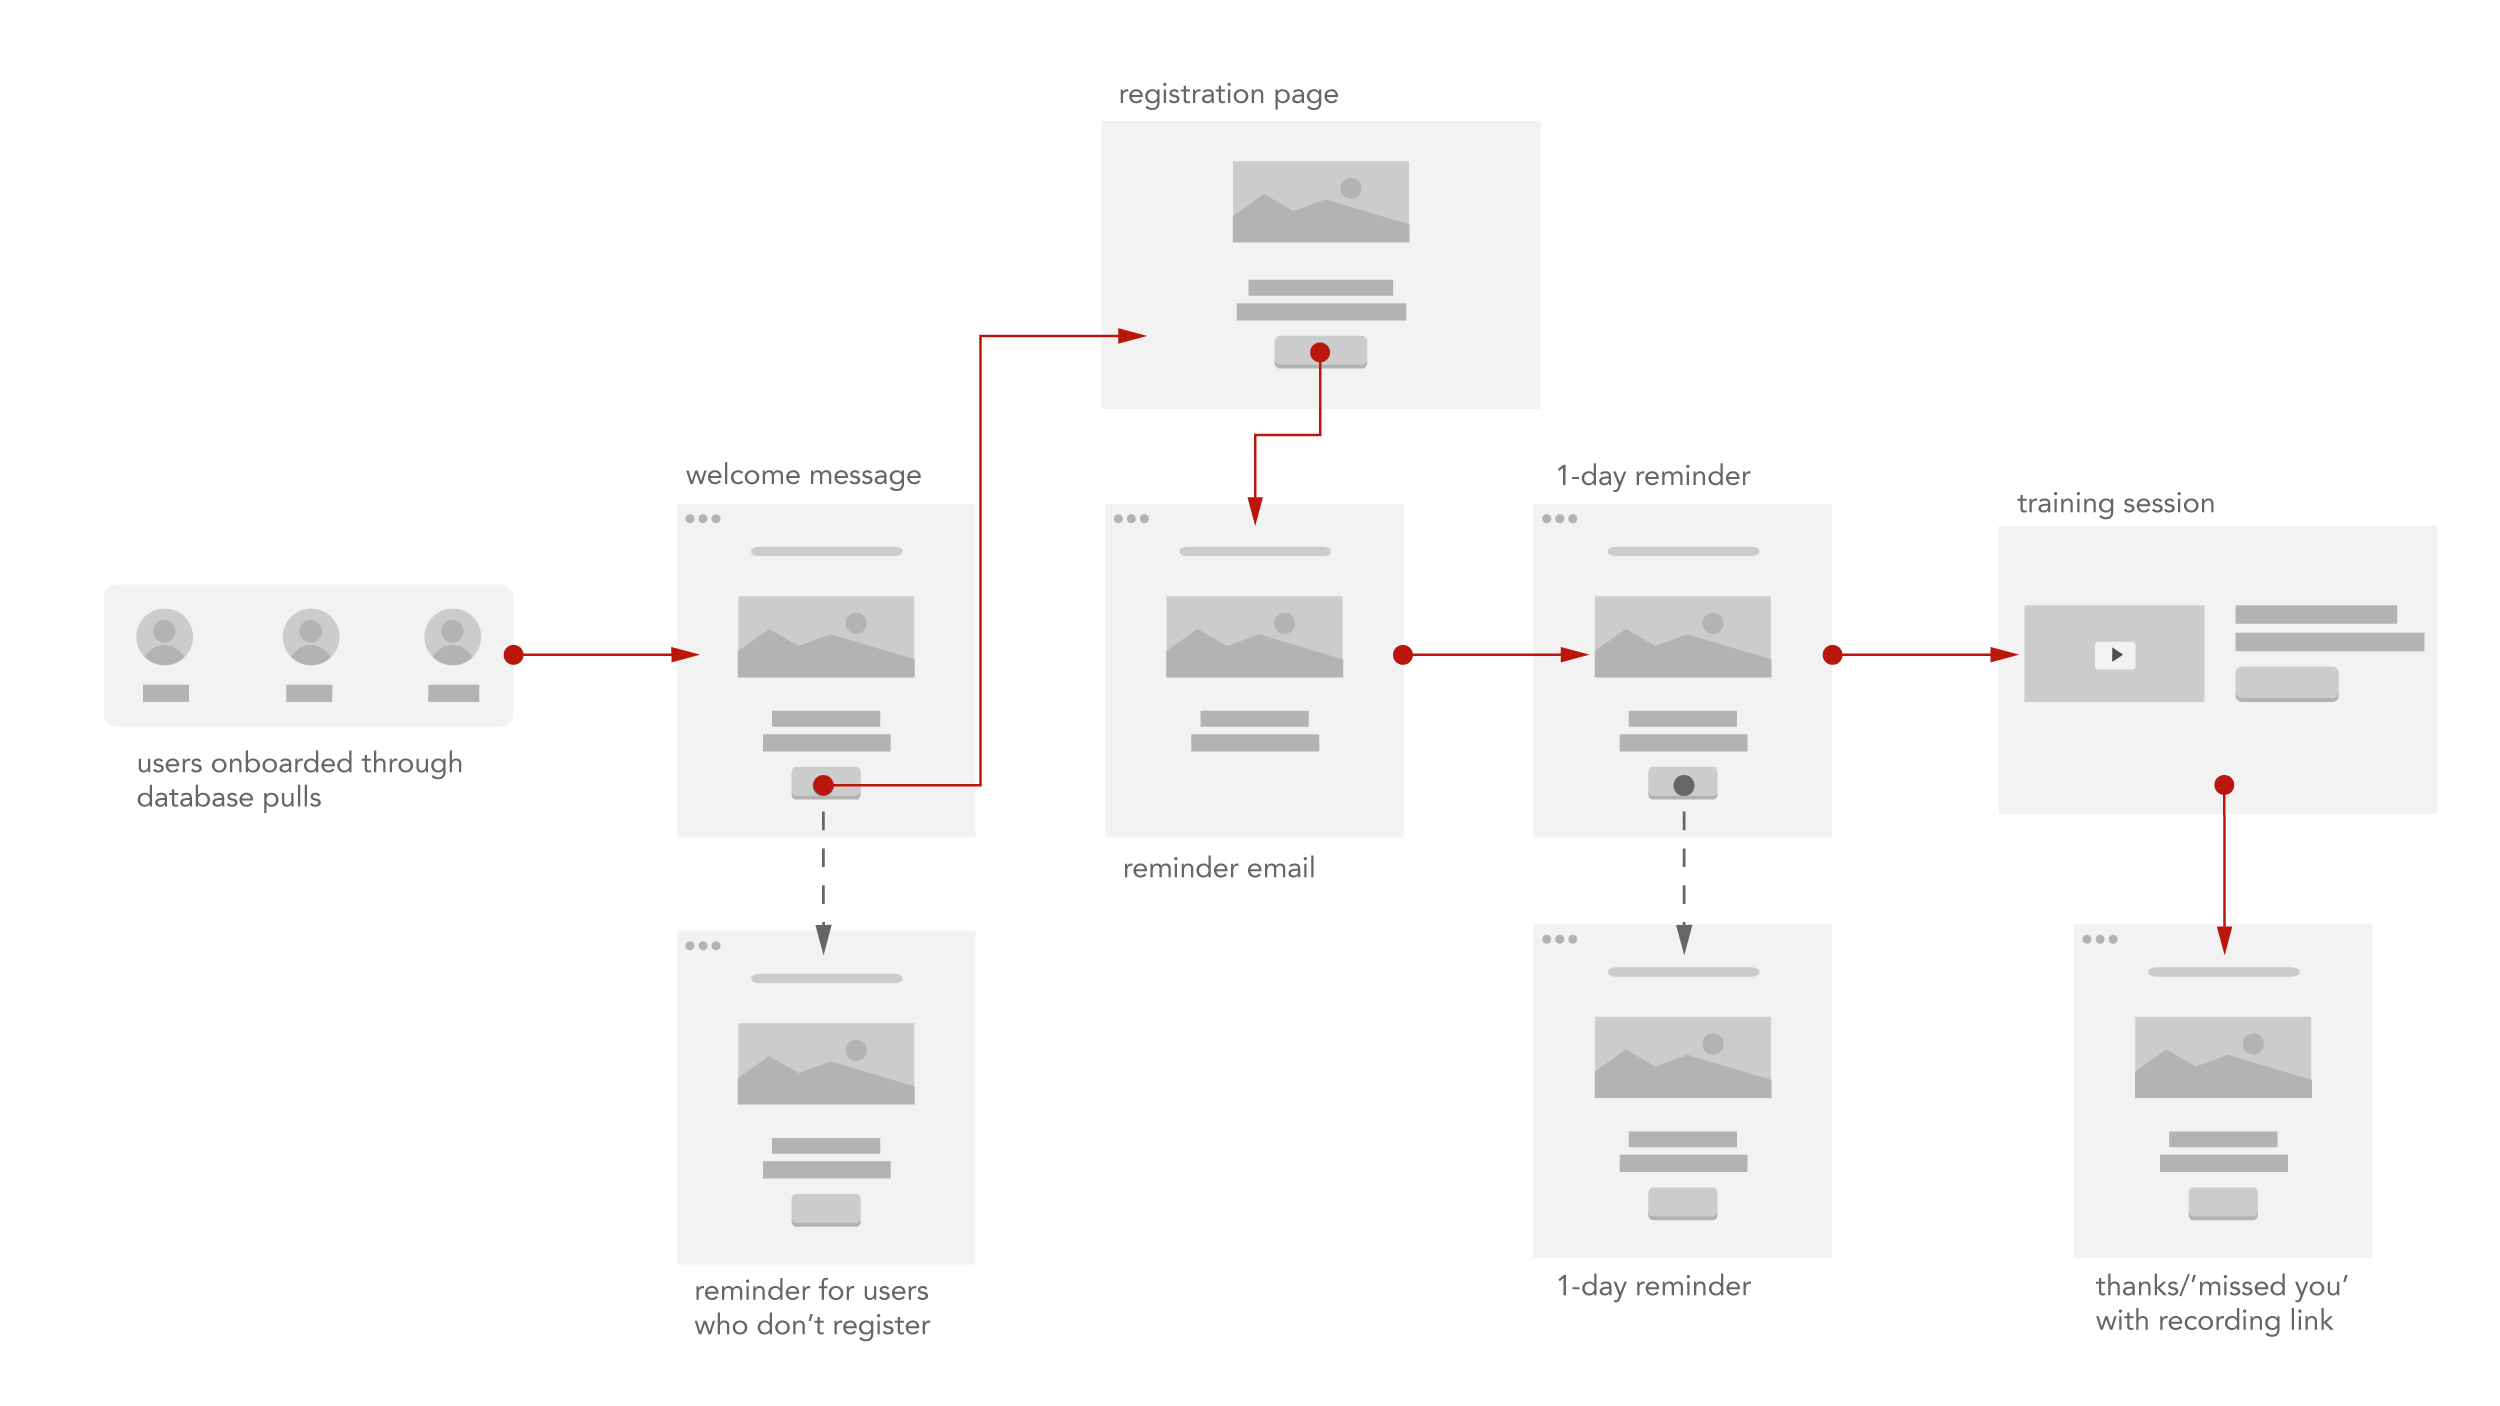 registration page
welcome message
1-day reminder
training session
users onboarded through
database pulls
reminder email
reminder for users
who don’t register
1-day reminder
thanks/‘missed you’
with recording link